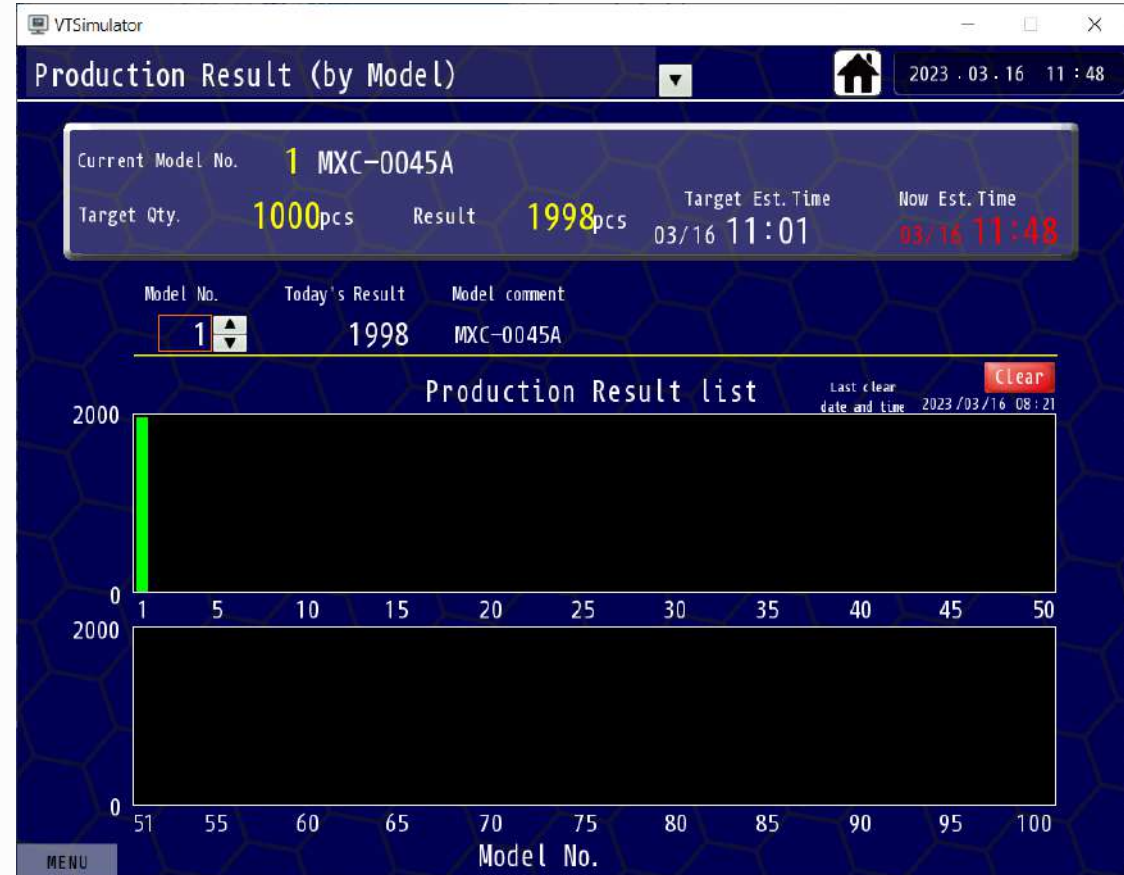 VTSimulator
Production Result (by Model) ▼ 2023.03.16 11:48
Current Model No. 1 MXC-0045A
Target Qty. 1000pcs Result 1998pcs
Target Est.Time Now Est.Time
03/16 11:01 03/16 11:48
Model No. Today's Result Model comment
1 1998 MXC-0045A
Production Result list
Last clear date and time 2023/03/16 08:21
Clear
2000
0
1 5 10 15 20 25 30 35 40 45 50
2000
0
51 55 60 65 70 75 80 85 90 95 100
Model No.
MENU